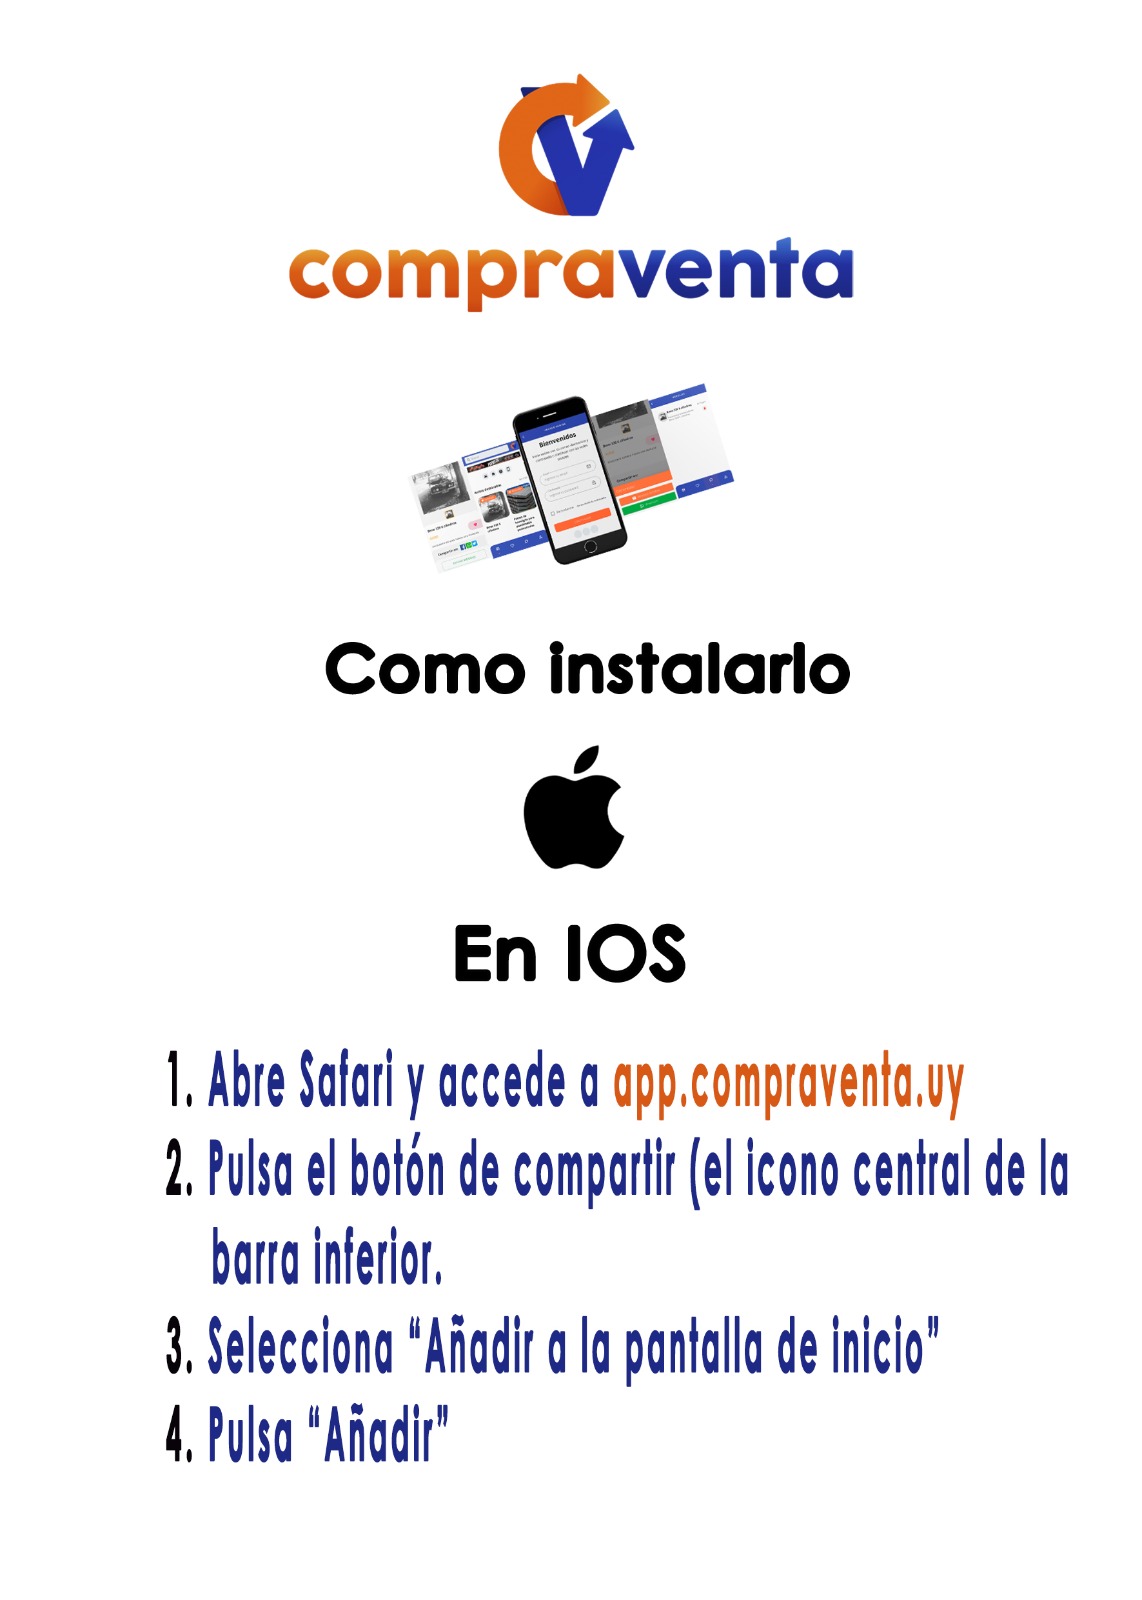 compraventa
Bienvenidos
Como instalarlo
En IOS
1. Abre Safari y accede a app.compraventa.uy
2. Pulsa el botón de compartir (el icono central de la
barra inferior.
3. Selecciona “Añadir a la pantalla de inicio”
4. Pulsa “Añadir”